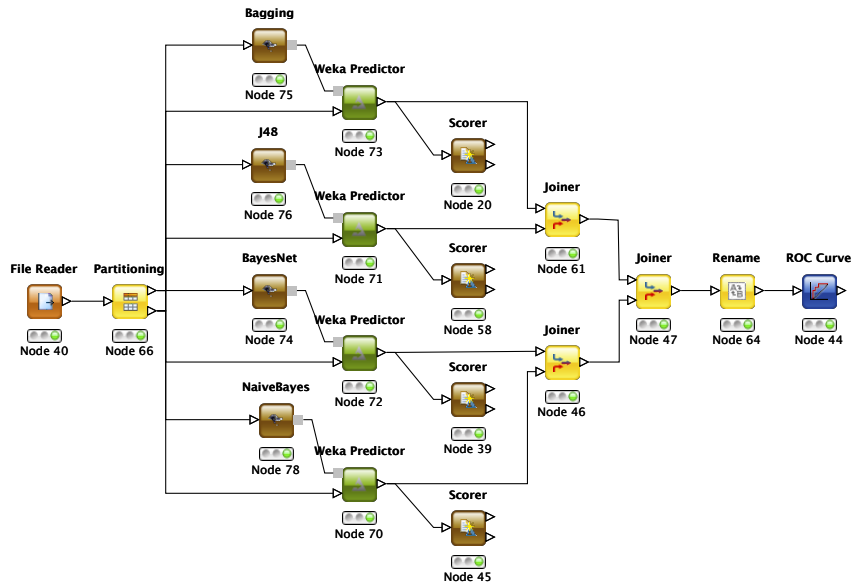 Bagging
Node 75
Weka Predictor
Node 73
Scorer
Node 20
J48
Node 76
Weka Predictor
Node 71
Scorer
Node 58
Joiner
Node 61
File Reader
Node 40
Partitioning
Node 66
BayesNet
Node 74
Weka Predictor
Node 72
Scorer
Node 39
Joiner
Node 46
Joiner
Node 47
Rename
Node 64
ROC Curve
Node 44
NaiveBayes
Node 78
Weka Predictor
Node 70
Scorer
Node 45